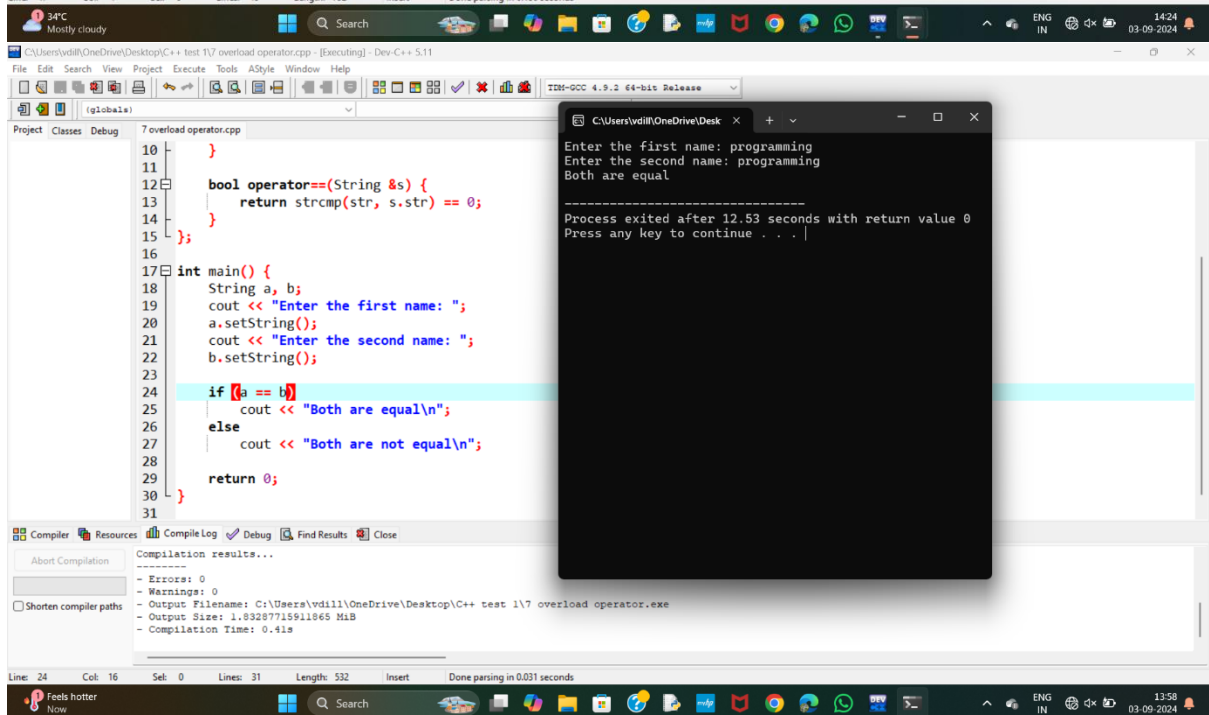 34°C
Mostly cloudy
Search
ENG
IN
14:24
03-09-2024
C:\Users\vdill\OneDrive\Desktop\C++ test 1\7 overload operator.cpp - [Executing] - Dev-C++ 5.11
File Edit Search View Project Execute Tools AStyle Window Help
TDM-GCC 4.9.2 64-bit Release
(globals)
Project Classes Debug
7 overload operator.cpp
10 }
11
12 bool operator==(String &s) {
13 return strcmp(str, s.str) == 0;
14 }
15 };
16
17 int main() {
18 String a, b;
19 cout << "Enter the first name: ";
20 a.setString();
21 cout << "Enter the second name: ";
22 b.setString();
23
24 if (a == b)
25 cout << "Both are equal\n";
26 else
27 cout << "Both are not equal\n";
28
29 return 0;
30 }
31
C:\Users\vdill\OneDrive\Desk
Enter the first name: programming
Enter the second name: programming
Both are equal
--------------------------------
Process exited after 12.53 seconds with return value 0
Press any key to continue . . .
Compiler Resources Compile Log Debug Find Results Close
Abort Compilation
Shorten compiler paths
Compilation results...
--------
- Errors: 0
- Warnings: 0
- Output Filename: C:\Users\vdill\OneDrive\Desktop\C++ test 1\7 overload operator.exe
- Output Size: 1.83287715911865 MiB
- Compilation Time: 0.41s
Line: 24 Col: 16 Sel: 0 Lines: 31 Length: 532 Insert Done parsing in 0.031 seconds
Feels hotter
Now
Search
ENG
IN
13:58
03-09-2024